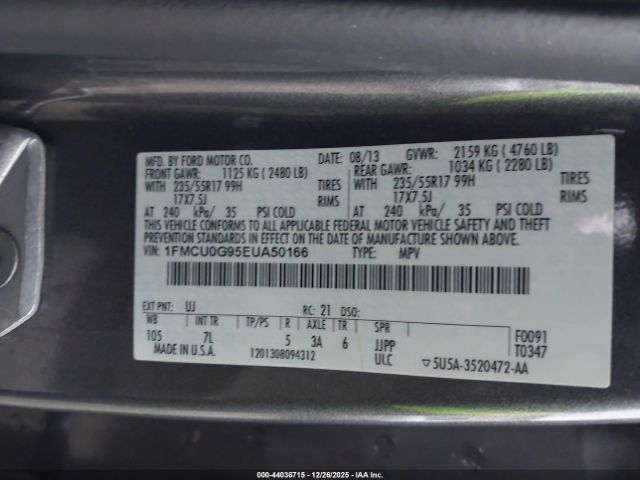 MFD. BY FORD MOTOR CO. DATE: 08/13 GVWR: 2159 KG ( 4760 LB)
FRONT GAWR: 1125 KG ( 2480 LB) REAR GAWR: 1034 KG ( 2280 LB)
WITH 235/55R17 99H TIRES WITH 235/55R17 99H TIRES
17X7.5J RIMS 17X7.5J RIMS
AT 240 kPa/ 35 PSI COLD AT 240 kPa/ 35 PSI COLD
THIS VEHICLE CONFORMS TO ALL APPLICABLE FEDERAL MOTOR VEHICLE SAFETY AND THEFT
PREVENTION STANDARDS IN EFFECT ON THE DATE OF MANUFACTURE SHOWN ABOVE.
VIN: 1FMCU0G95EUA50166 TYPE: MPV
EXT PNT: UJ RC: 21 DSO:
WB INT TR TP/PS R AXLE TR SPR F0091
105 7L 5 3A 6 JJPP T0347
MADE IN U.S.A. 1201308094312 ULC ▽5U5A-3520472-AA
000-44036715 - 12/26/2025 - IAA Inc.